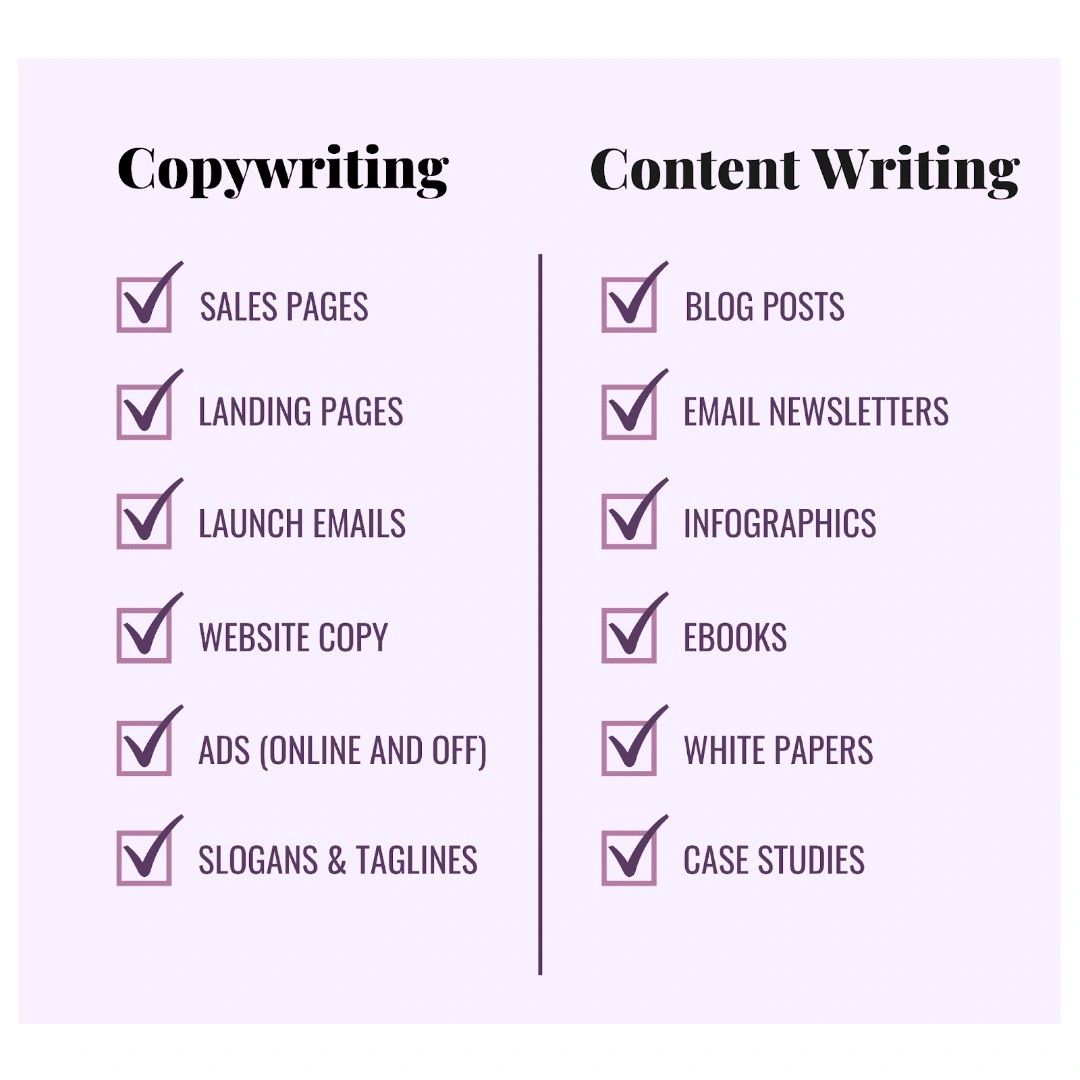 Copywriting
SALES PAGES
LANDING PAGES
LAUNCH EMAILS
WEBSITE COPY
ADS (ONLINE AND OFF)
SLOGANS & TAGLINES
Content Writing
BLOG POSTS
EMAIL NEWSLETTERS
INFOGRAPHICS
EBOOKS
WHITE PAPERS
CASE STUDIES